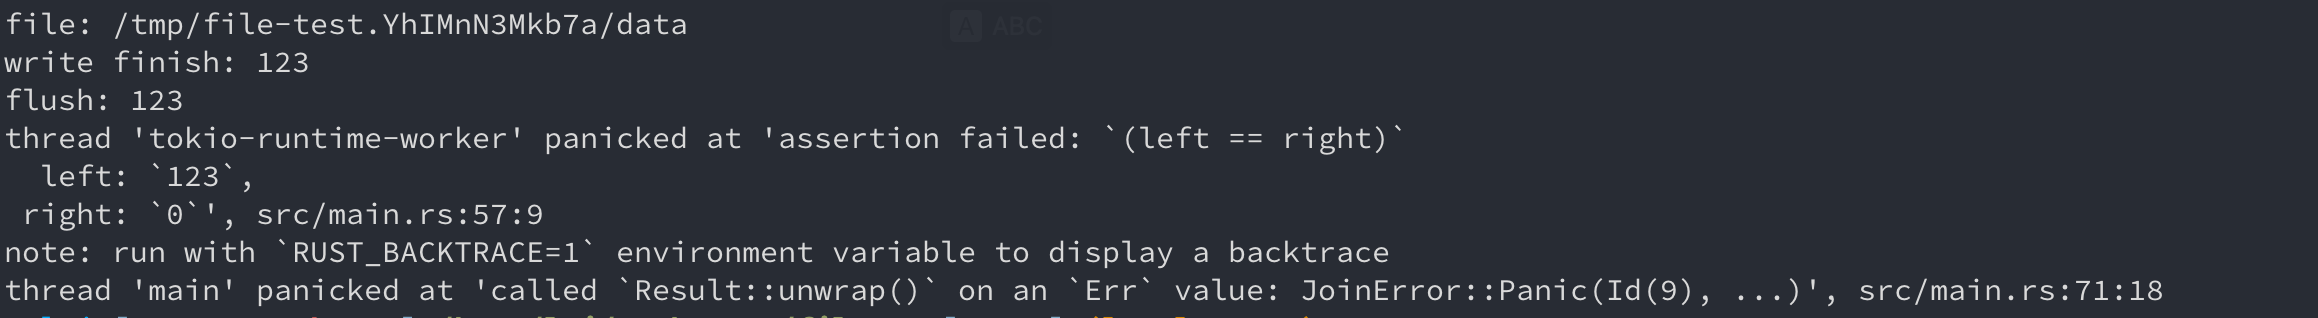 file: /tmp/file-test.YhIMnN3Mkb7a/data
A ABC
write finish: 123
flush: 123
thread 'tokio-runtime-worker' panicked at 'assertion failed: `(left == right)`
  left: `123`,
 right: `0`', src/main.rs:57:9
note: run with `RUST_BACKTRACE=1` environment variable to display a backtrace
thread 'main' panicked at 'called `Result::unwrap()` on an `Err` value: JoinError::Panic(Id(9), ...)', src/main.rs:71:18